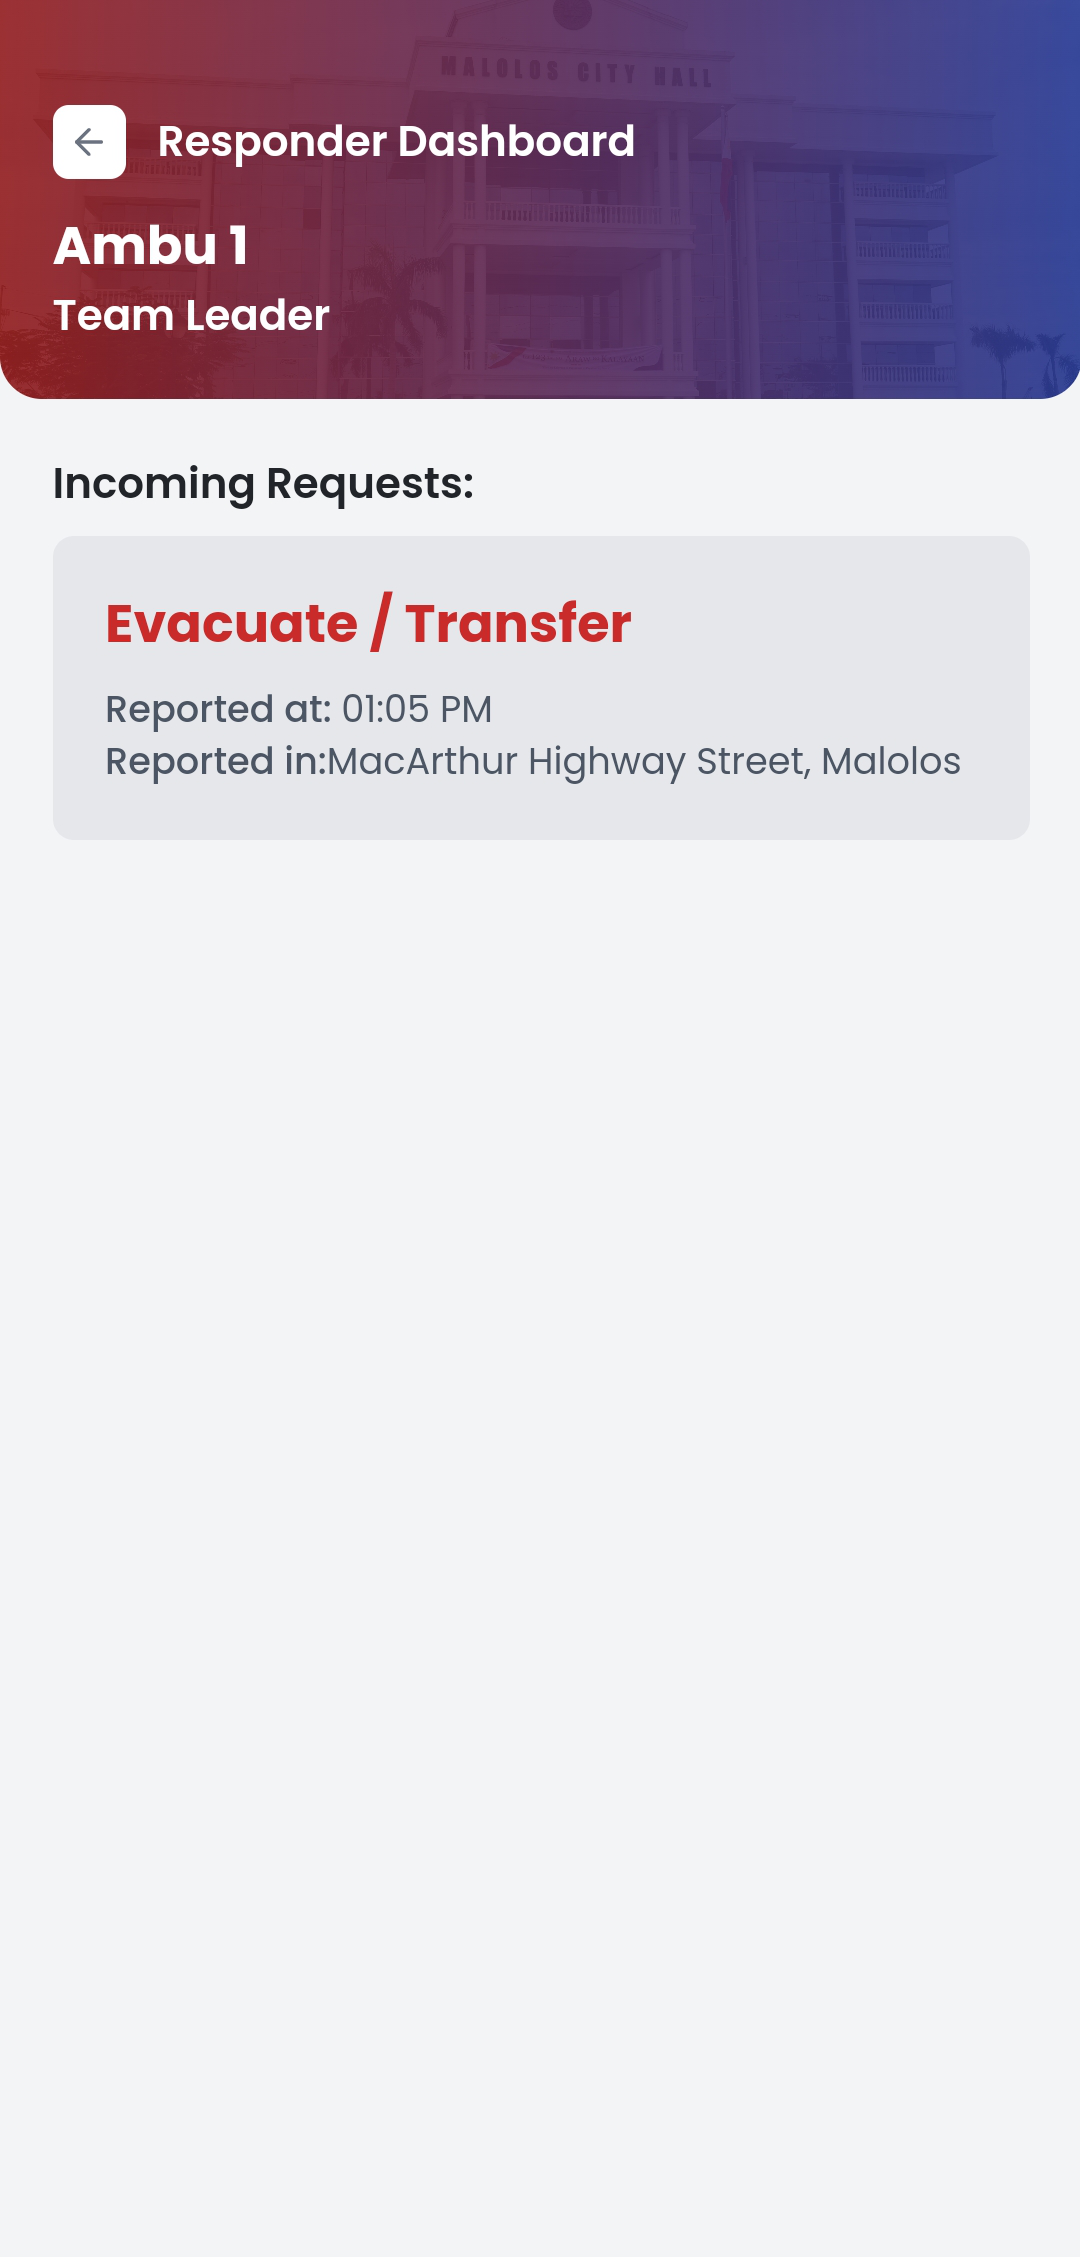 MALOLOS CITY HALL
Responder Dashboard
Ambu 1
Team Leader
Incoming Requests:
Evacuate / Transfer
Reported at: 01:05 PM
Reported in:MacArthur Highway Street, Malolos